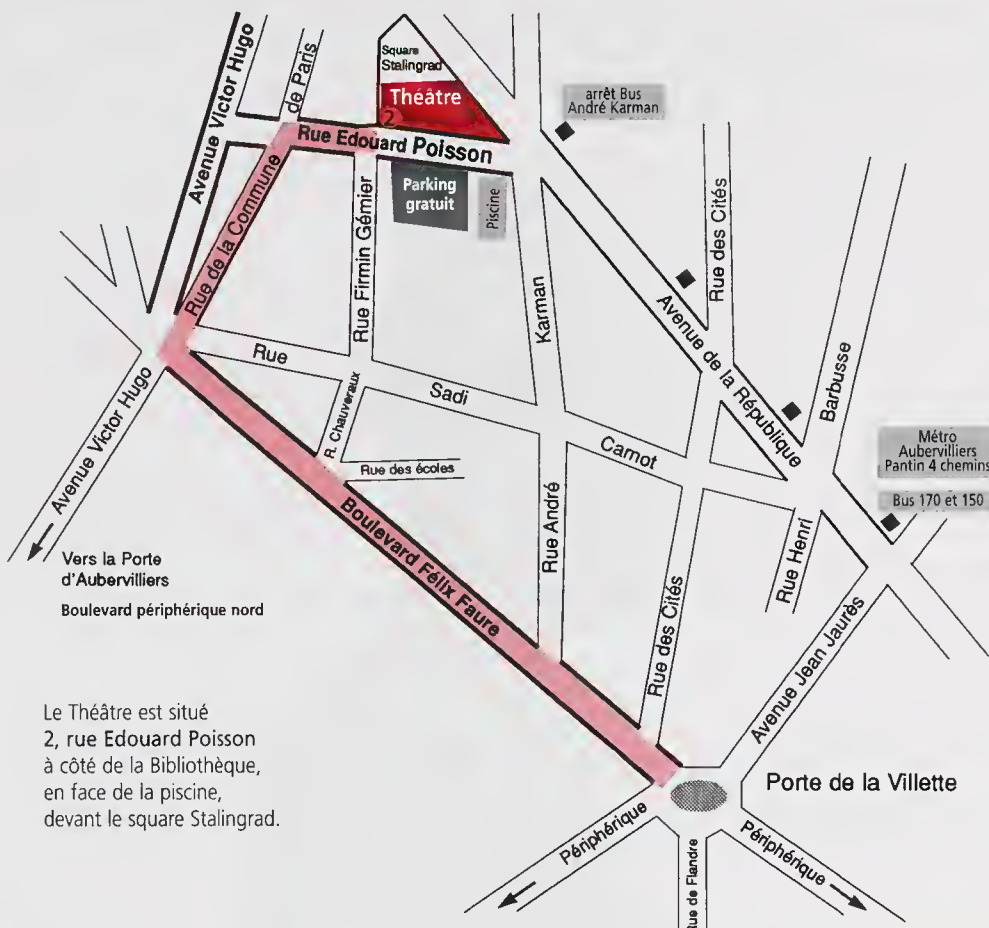 Avenue Victor Hugo
de Paris
Square
Stalingrad
Théâtre
2
arrêt Bus
André Karman
Rue Edouard Poisson
Parking
gratuit
Piscine
Rue des Cités
Rue de la Commune
Rue Firmin Gémier
Karman
Avenue de la République
Barbusse
Rue
Sadi
Carnot
R. Chauveraux
Rue des écoles
Métro
Aubervilliers
Pantin 4 chemins
Bus 170 et 150
Avenue Victor Hugo
Boulevard Félix Faure
Rue André
Rue Henri
Rue des Cités
Avenue Jean Jaurès
Vers la Porte
d'Aubervilliers
Boulevard périphérique nord
Le Théâtre est situé
2, rue Edouard Poisson
à côté de la Bibliothèque,
en face de la piscine,
devant le square Stalingrad.
Porte de la Villette
Périphérique
Périphérique
de Flandre